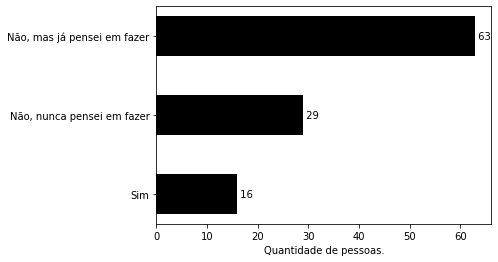 Não, mas já pensei em fazer
63
Não, nunca pensei em fazer
29
Sim
16
0 10 20 30 40 50 60
Quantidade de pessoas.